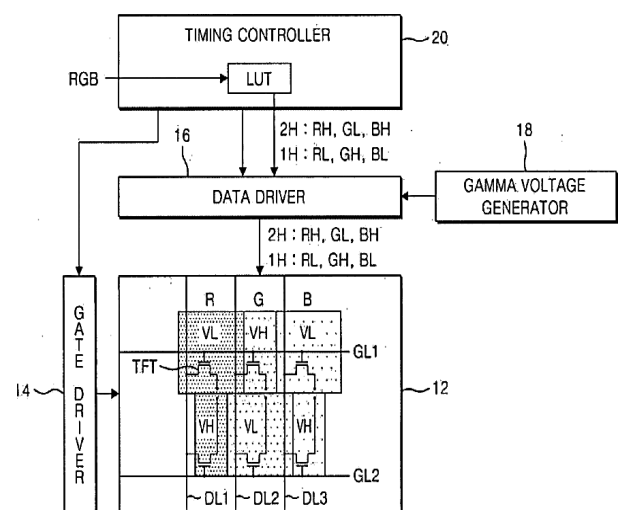 TIMING CONTROLLER
20
RGB
LUT
2H : RH, GL, BH
1H : RL, GH, BL
16
18
DATA DRIVER
GAMMA VOLTAGE
GENERATOR
2H : RH, GL, BH
1H : RL, GH, BL
GATE DRIVER
14
R G B
VL VH VL
GL1
TFT
12
VH VL VH
GL2
DL1 DL2 DL3